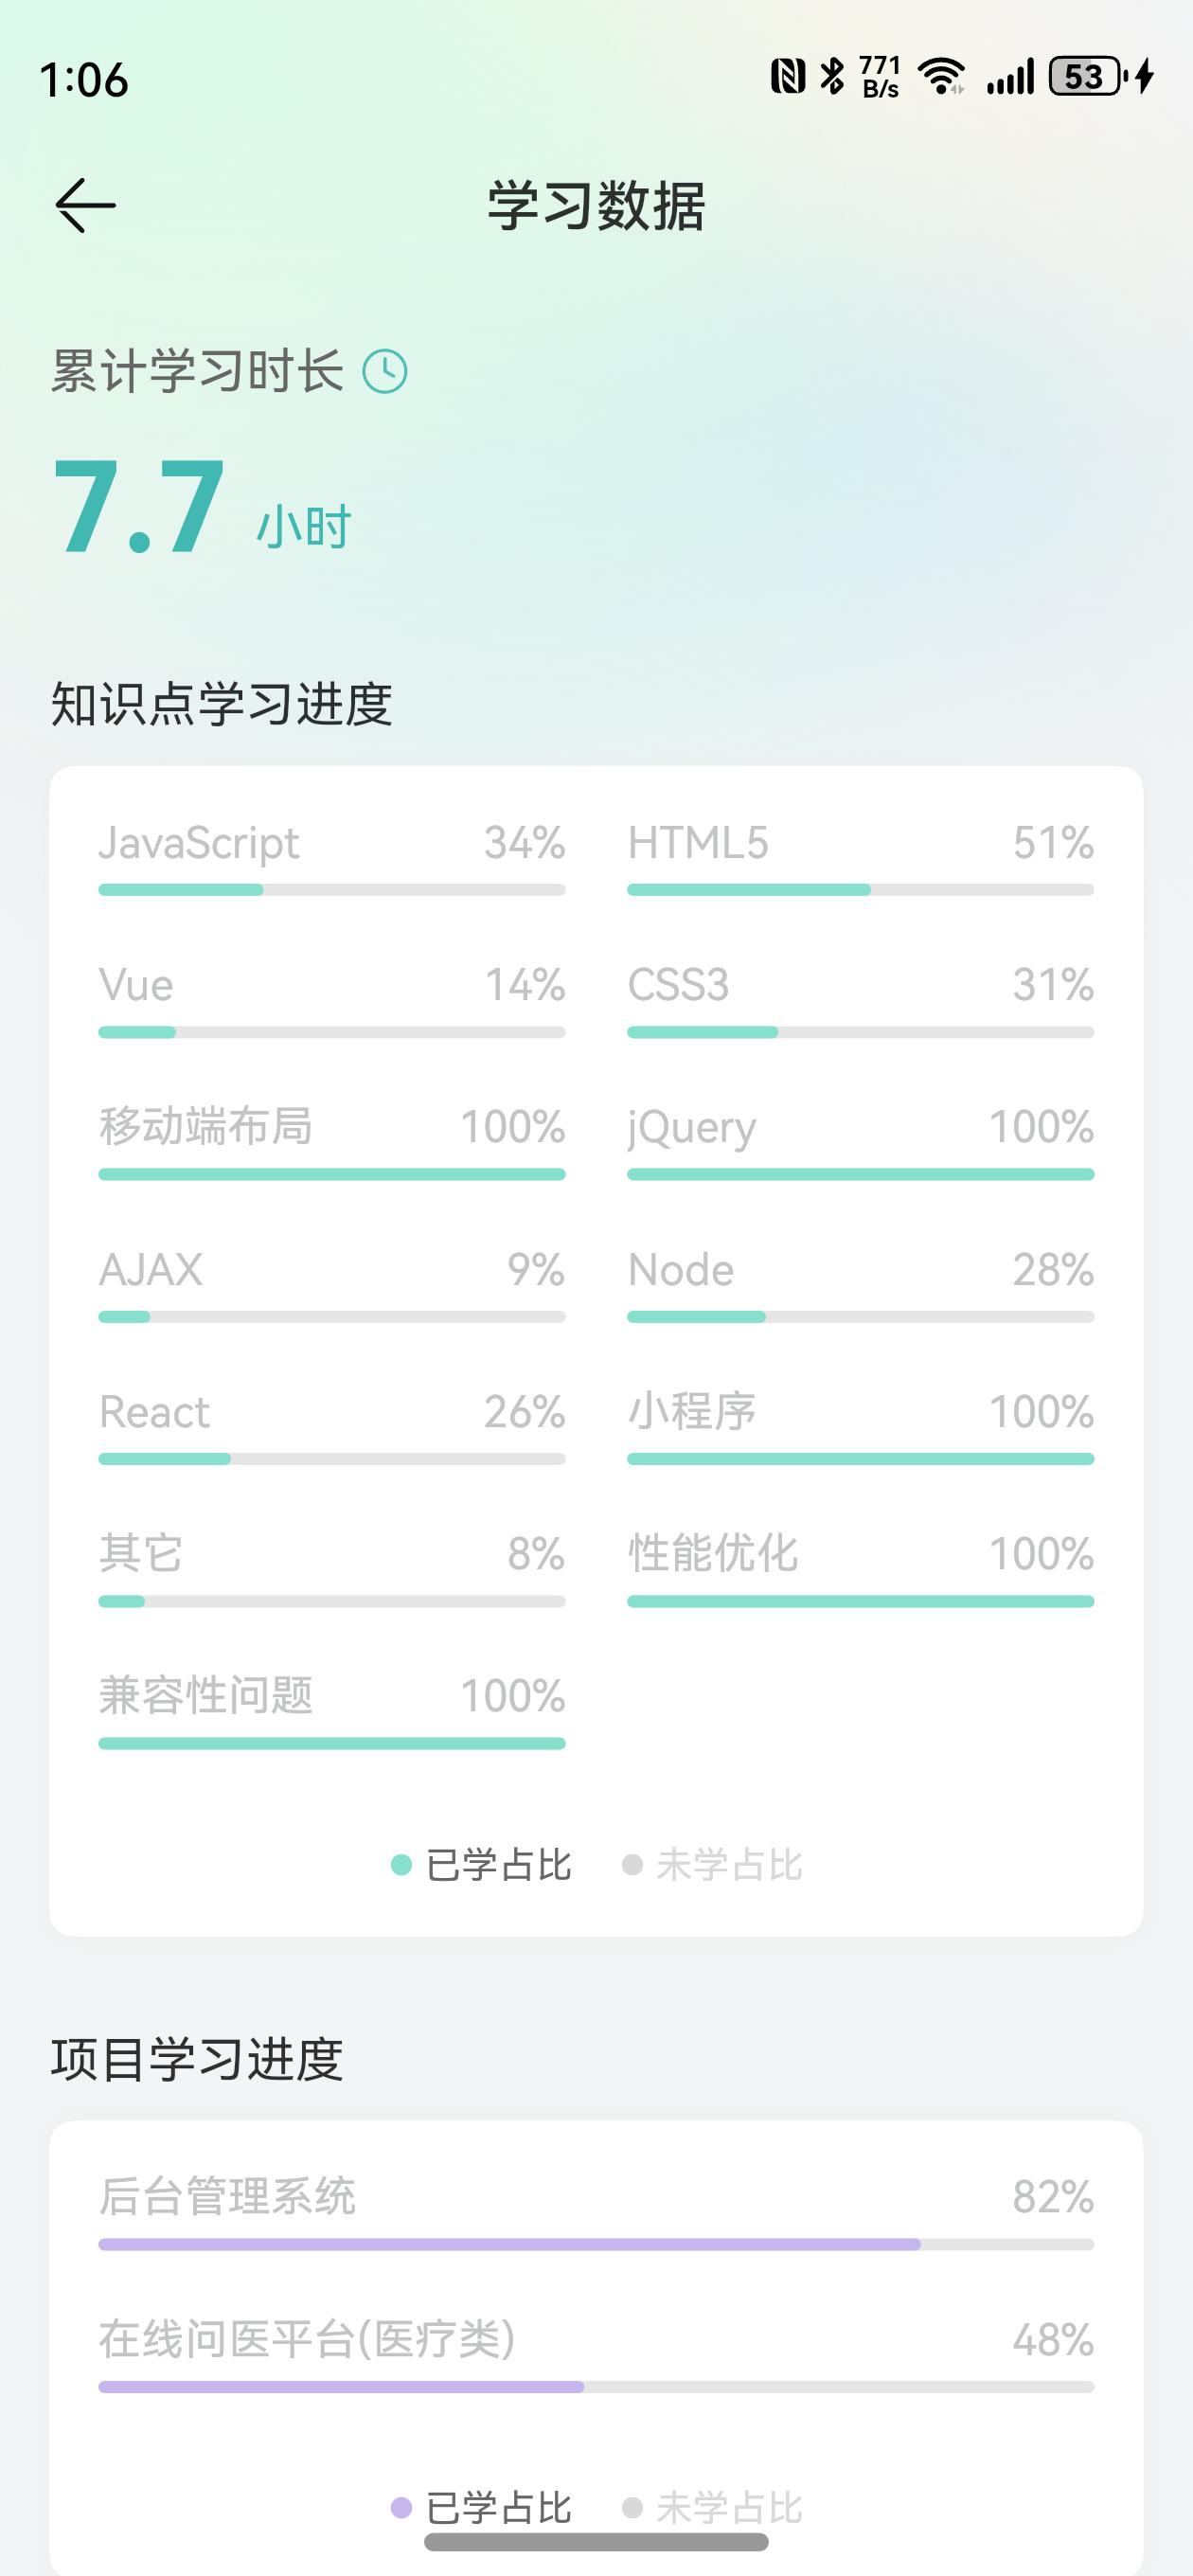 1:06
771
B/s
53
学习数据
累计学习时长
7.7 小时
知识点学习进度
JavaScript 34%
HTML5 51%
Vue 14%
CSS3 31%
移动端布局 100%
jQuery 100%
AJAX 9%
Node 28%
React 26%
小程序 100%
其它 8%
性能优化 100%
兼容性问题 100%
已学占比 未学占比
项目学习进度
后台管理系统 82%
在线问医平台(医疗类) 48%
已学占比 未学占比